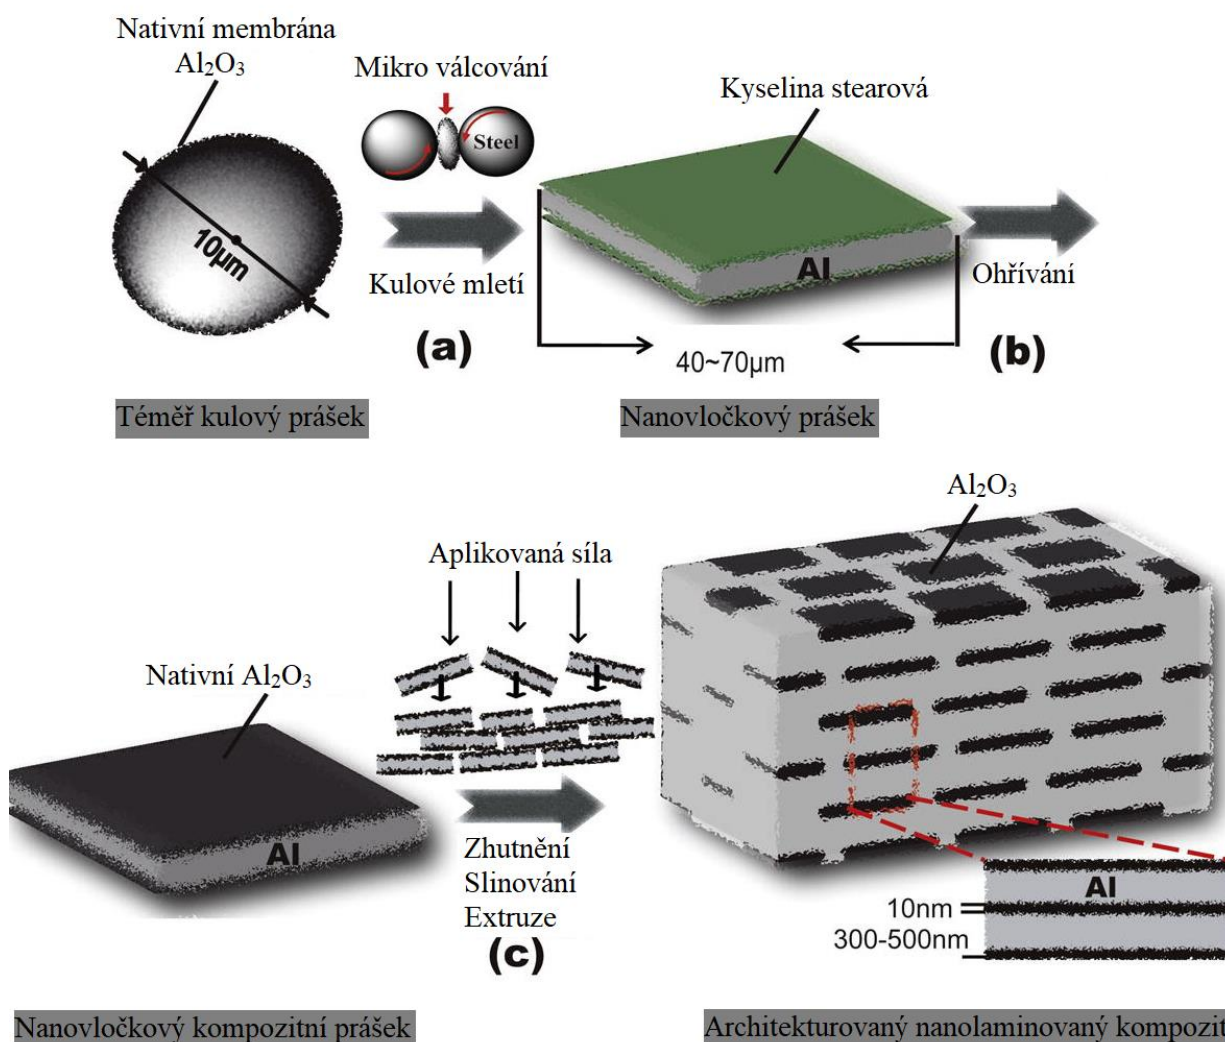 Nativní membrána
Al₂O₃
Mikro válcování
Steel
Kyselina stearová
10µm
Al
Kulové mletí
Ohřívání
(a)
(b)
40~70µm
Téměř kulový prášek
Nanovločkový prášek
Al₂O₃
Aplikovaná síla
Nativní Al₂O₃
Al
Zhutnění
Slinování
Extruze
(c)
Al
10nm
300-500nm
Nanovločkový kompozitní prášek
Architekturovaný nanolaminovaný kompozit